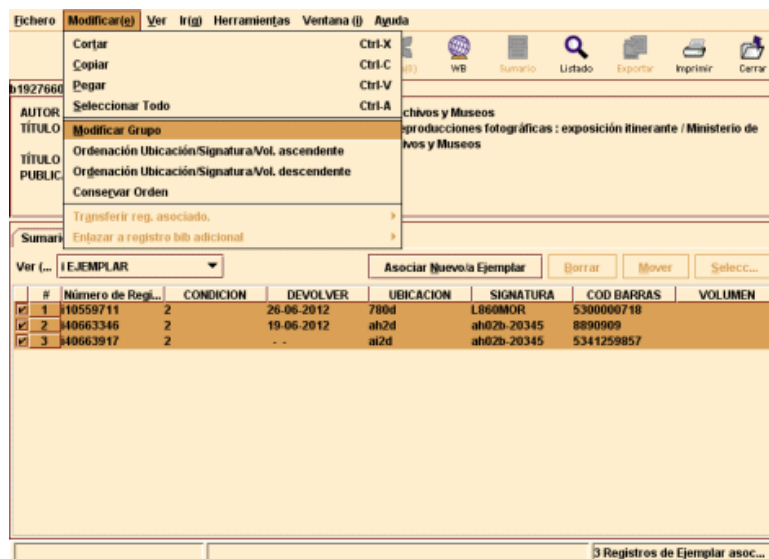 Fichero Modificar(e) Ver Ir(g) Herramientas Ventana (j) Ayuda
WB Sumario Listado Exportar Imprimir Cerrar
Cortar Ctrl-X
Copiar Ctrl-C
Pegar Ctrl-V
Seleccionar Todo Ctrl-A
Modificar Grupo
Ordenación Ubicación/Signatura/Vol. ascendente
Ordenación Ubicación/Signatura/Vol. descendente
Conservar Orden
Transferir reg. asociado.
Enlazar a registro bib adicional
b1927660
AUTOR chivos y Museos
TÍTULO eproducciones fotográficas : exposición itinerante / Ministerio de
ivos y Museos
TÍTULO
PUBLIC.
Sumari
Ver (... i EJEMPLAR Asociar Nuevo/a Ejemplar Borrar Mover Selecc...
# Número de Regi... CONDICION DEVOLVER UBICACION SIGNATURA COD BARRAS VOLUMEN
1 i10559711 2 26-06-2012 780d L860MOR 5300000718
2 i40663346 2 19-06-2012 ah2d ah02b-20345 8890909
3 i40663917 2 - - ai2d ah02b-20345 5341259857
3 Registros de Ejemplar asoc...